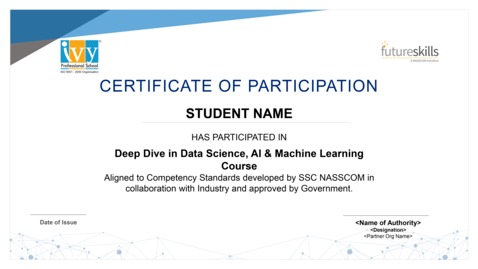 ivy
Professional School
ISO 9001 : 2008 Organisation
futureskills
A NASSCOM Initiative
CERTIFICATE OF PARTICIPATION
STUDENT NAME
HAS PARTICIPATED IN
Deep Dive in Data Science, AI & Machine Learning
Course
Aligned to Competency Standards developed by SSC NASSCOM in
collaboration with Industry and approved by Government.
Date of Issue
<Name of Authority>
<Designation>
<Partner Org Name>